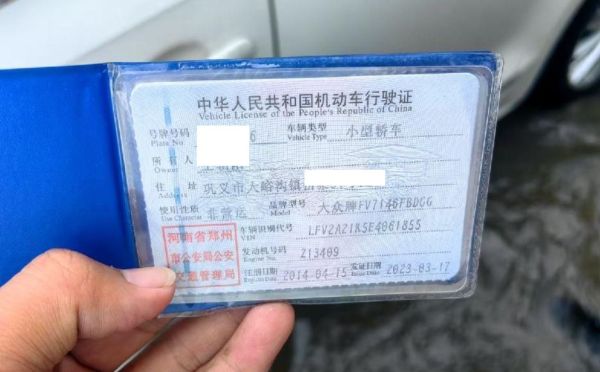 中华人民共和国机动车行驶证
Vehicle License of the People's Republic of China
号牌号码 6 车辆类型 小型轿车
Plate No. Vehicle Type
所有人
Owner
住址 巩义市大峪沟镇
Address
使用性质 非营运 品牌型号 大众牌FV7146FBDGG
Use Character Model
车辆识别代号 LFV2A21K5E4061855
VIN
发动机号码 Z13409
Engine No.
注册日期 2014-04-15 发证日期 2023-03-17
Register Date Issue Date
河南省郑州
市公安局公安
交通管理局